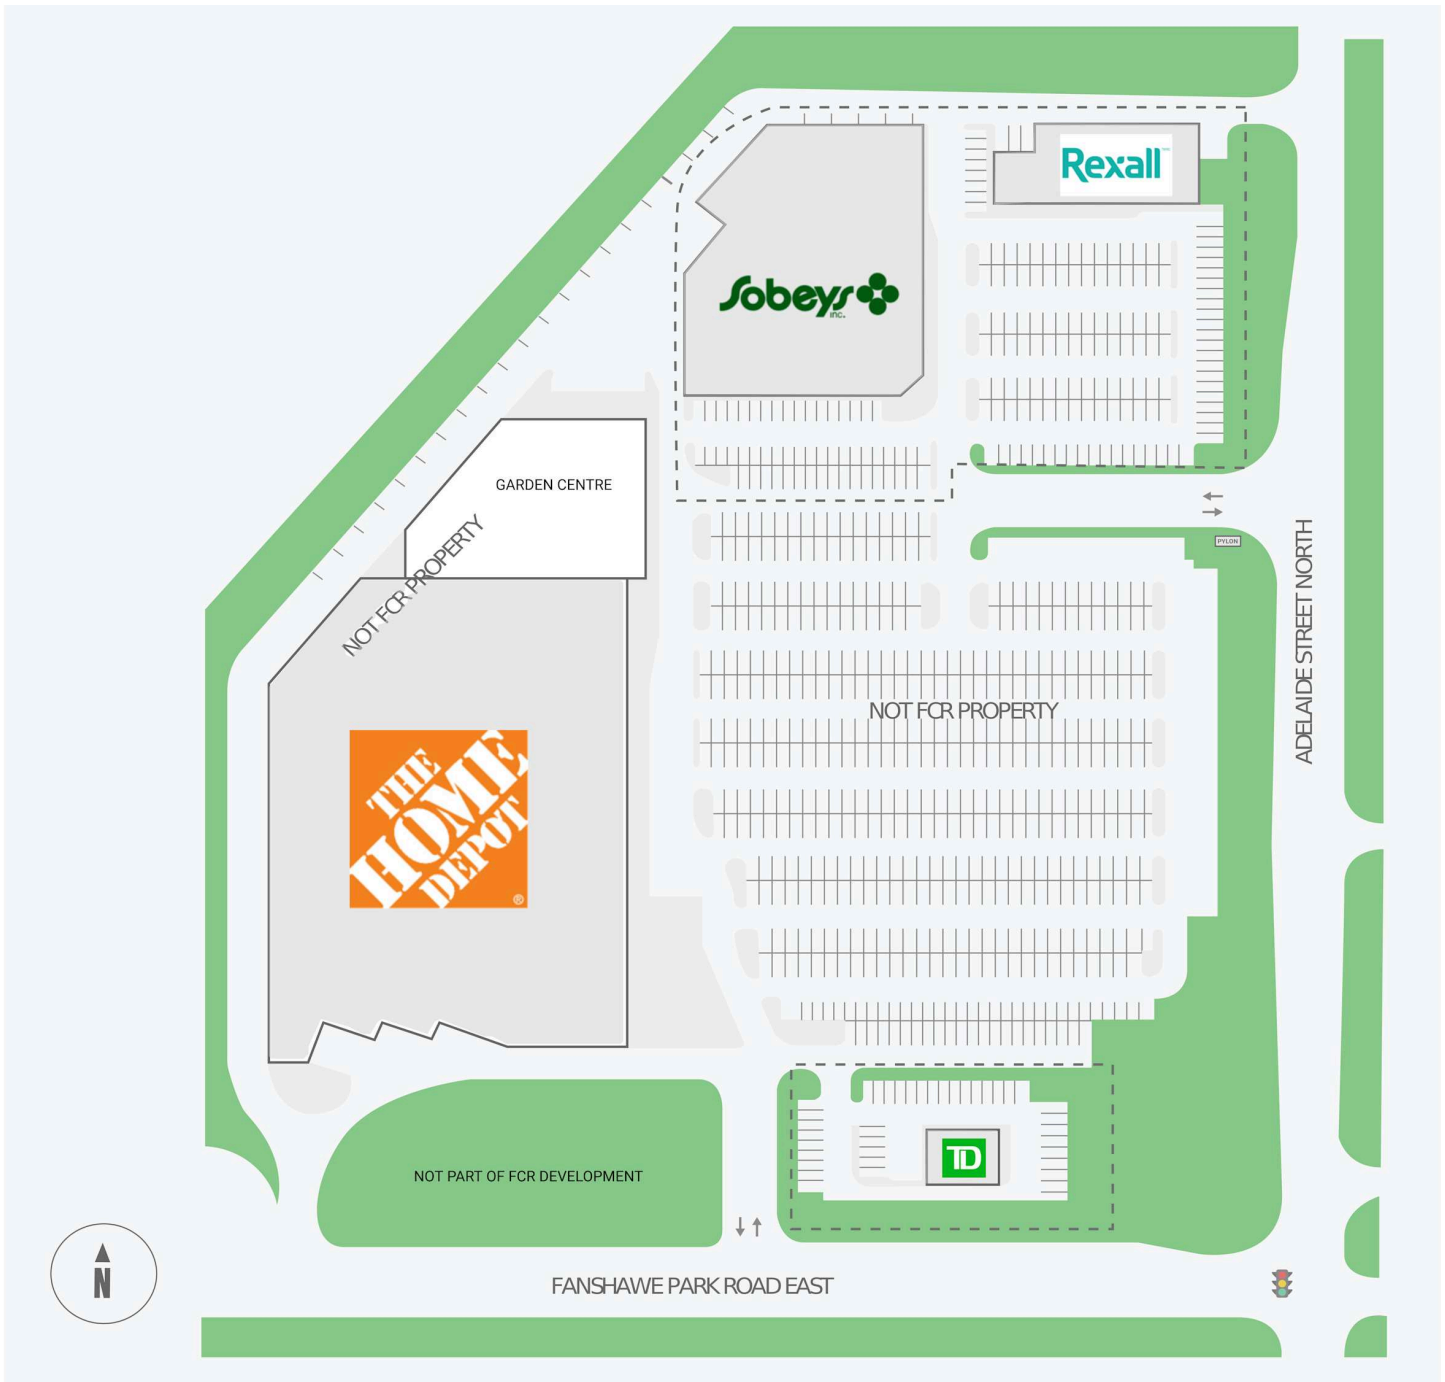 Rexall
Sobeys
INC.
GARDEN CENTRE
NOT FCR PROPERTY
PYLON
ADELAIDE STREET NORTH
NOT FCR PROPERTY
THE
HOME
DEPOT
®
TD
NOT PART OF FCR DEVELOPMENT
N
FANSHAWE PARK ROAD EAST